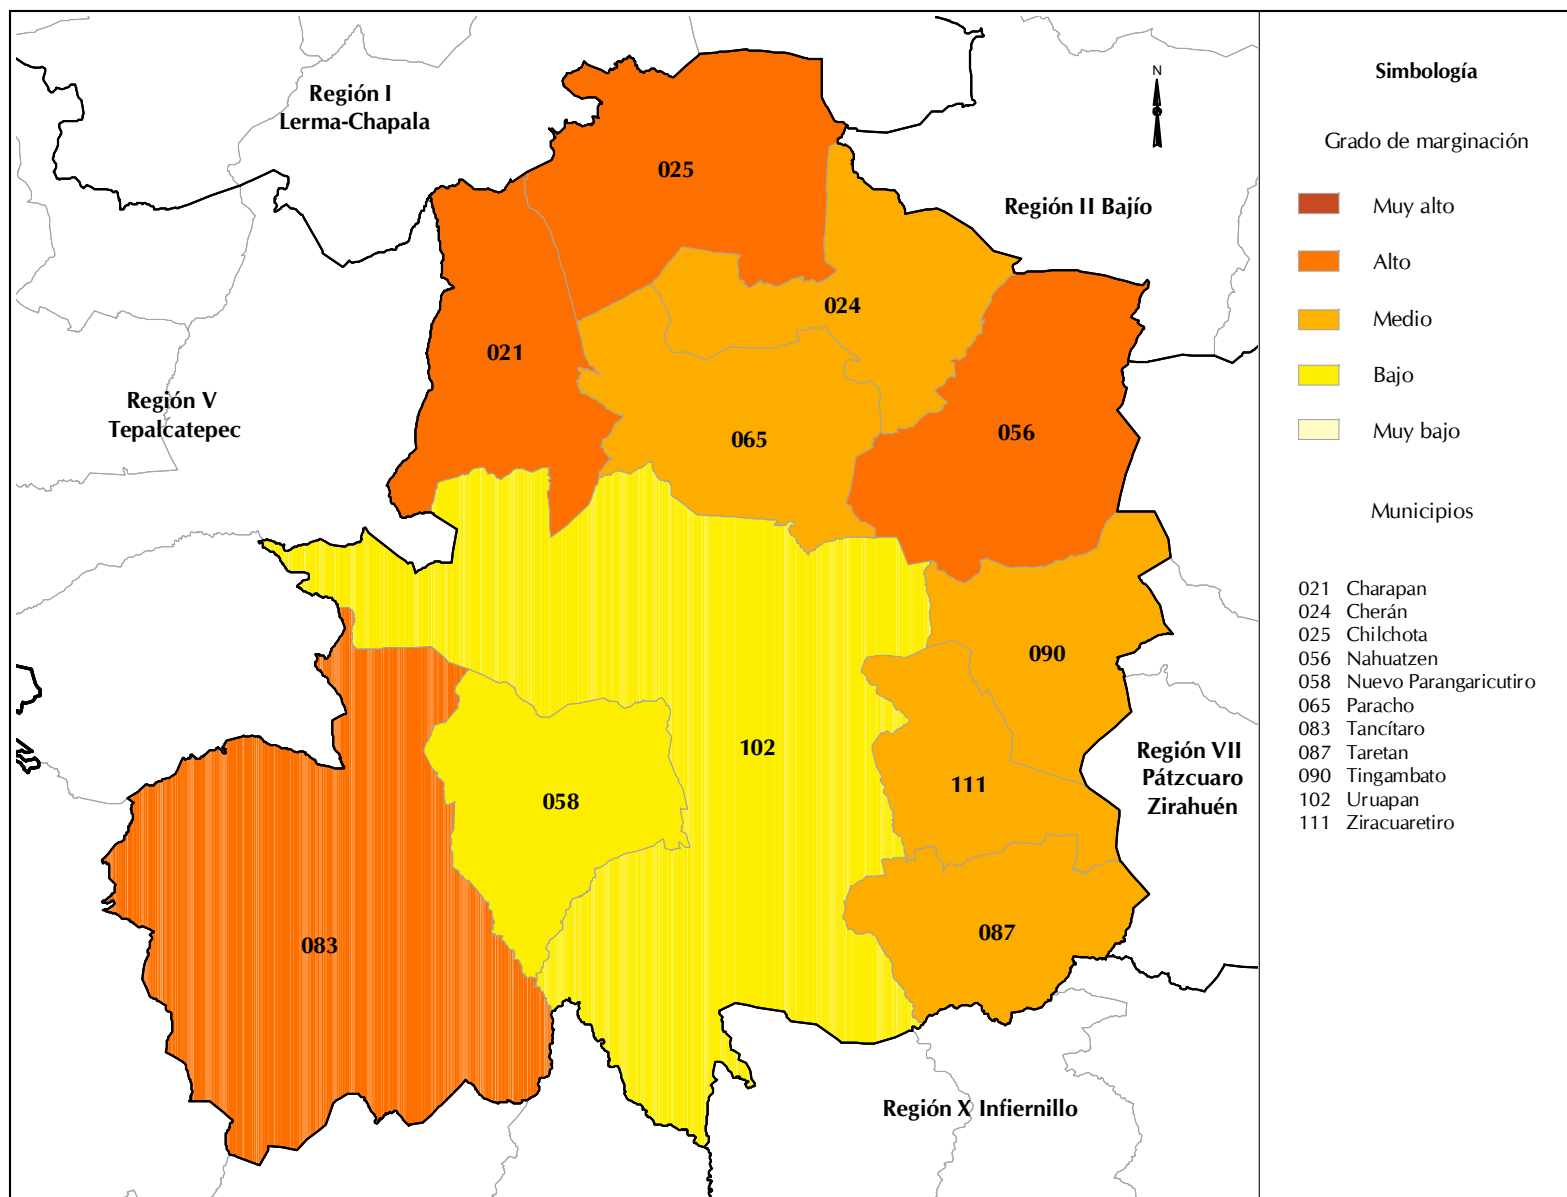 Región I
Lerma-Chapala
025
N
Región II Bajío
024
021
Región V
Tepalcatepec
065
056
090
102
Región VII
Pátzcuaro
Zirahuén
111
058
087
083
Región X Infiernillo
Simbología
Grado de marginación
Muy alto
Alto
Medio
Bajo
Muy bajo
Municipios
021 Charapan
024 Cherán
025 Chilchota
056 Nahuatzen
058 Nuevo Parangaricutiro
065 Paracho
083 Tancítaro
087 Taretan
090 Tingambato
102 Uruapan
111 Ziracuaretiro